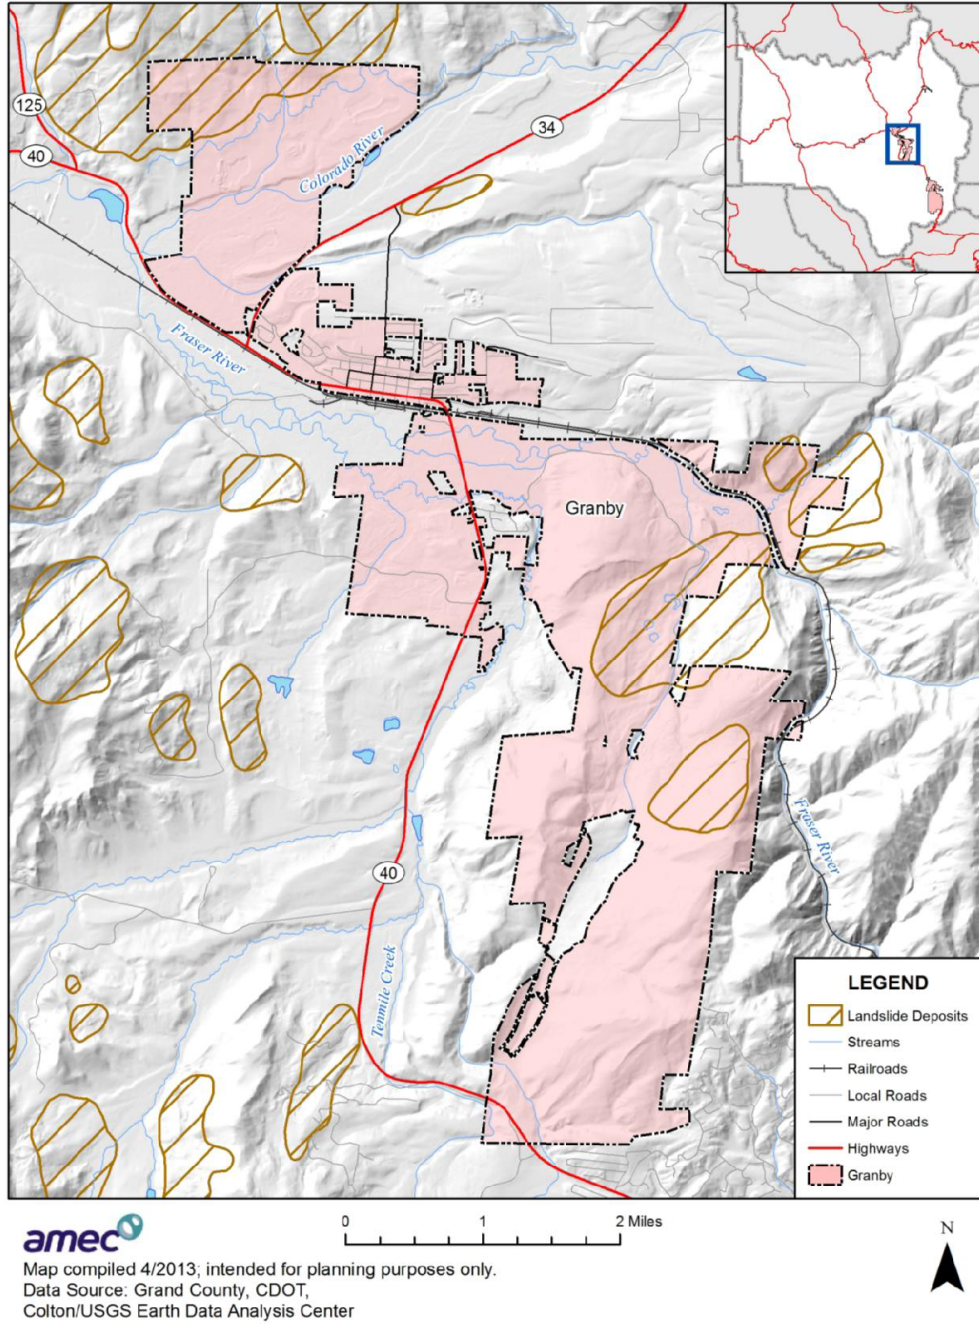 125
40
34
Colorado River
Fraser River
Granby
Fraser River
40
Tenmile Creek
LEGEND
Landslide Deposits
Streams
Railroads
Local Roads
Major Roads
Highways
Granby
amec
0 1 2 Miles
N
Map compiled 4/2013; intended for planning purposes only.
Data Source: Grand County, CDOT,
Colton/USGS Earth Data Analysis Center